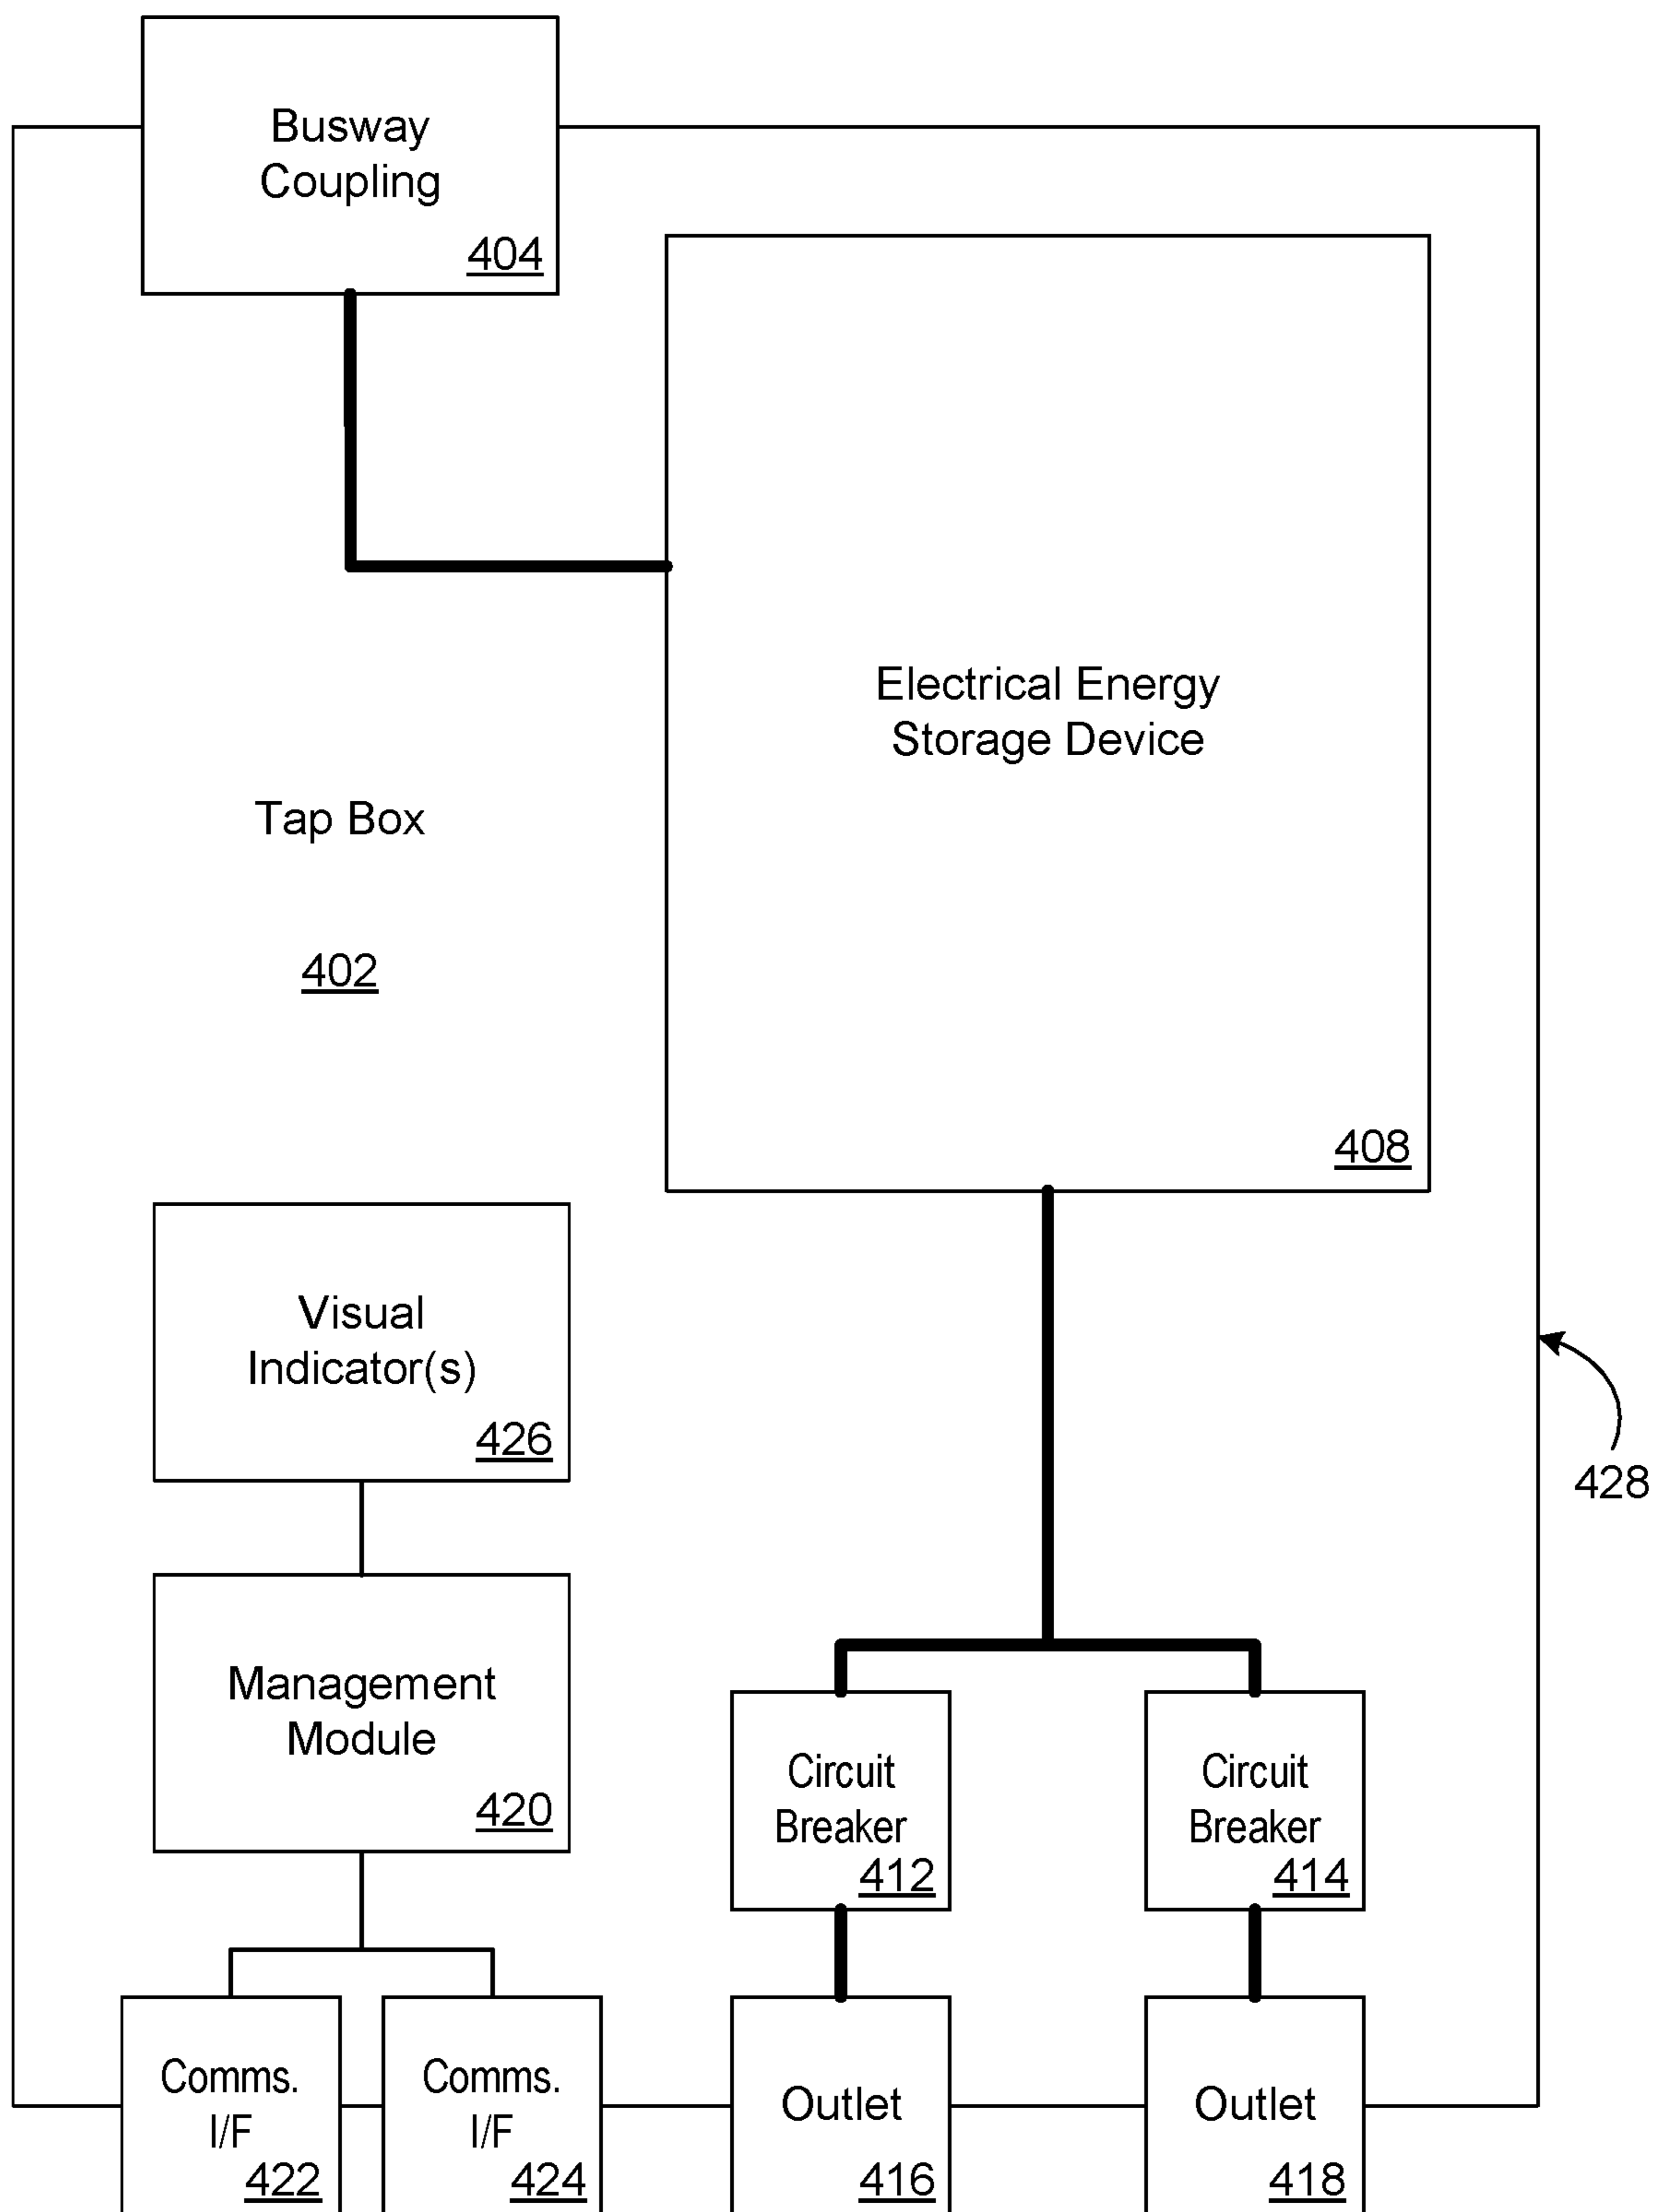 Busway
Coupling
404
Electrical Energy
Storage Device
408
Tap Box
402
Visual
Indicator(s)
426
428
Management
Module
420
Circuit
Breaker
412
Circuit
Breaker
414
Comms.
I/F
422
Comms.
I/F
424
Outlet
416
Outlet
418